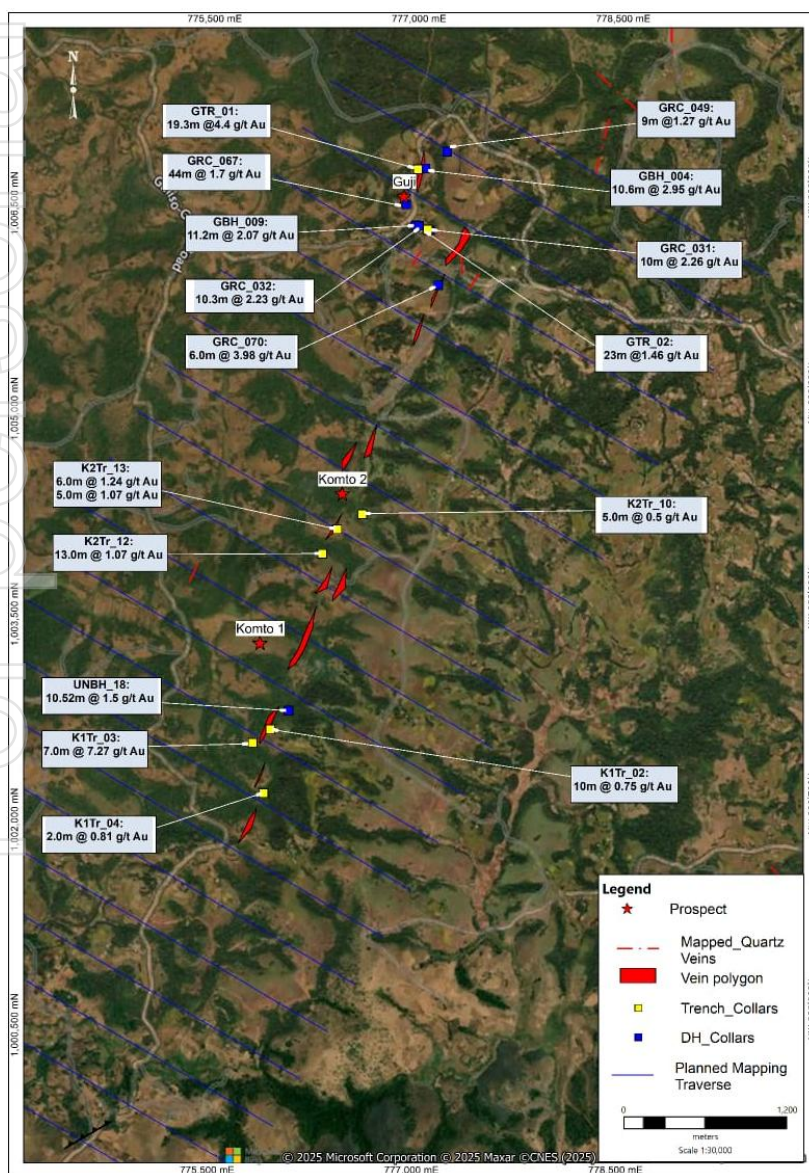 775,500 mE
777,000 mE
778,500 mE
N
GTR_01:
19.3m @4.4 g/t Au
GRC_049:
9m @1.27 g/t Au
GRC_067:
44m @ 1.7 g/t Au
Guji
GBH_004:
10.6m @ 2.95 g/t Au
1,006,500 mN
GBH_009:
11.2m @ 2.07 g/t Au
GRC_031:
10m @ 2.26 g/t Au
GRC_032:
10.3m @ 2.23 g/t Au
GRC_070:
6.0m @ 3.98 g/t Au
GTR_02:
23m @1.46 g/t Au
1,005,000 mN
K2Tr_13:
6.0m @ 1.24 g/t Au
5.0m @ 1.07 g/t Au
Komto 2
K2Tr_10:
5.0m @ 0.5 g/t Au
K2Tr_12:
13.0m @ 1.07 g/t Au
1,003,500 mN
Komto 1
UNBH_18:
10.52m @ 1.5 g/t Au
K1Tr_03:
7.0m @ 7.27 g/t Au
K1Tr_02:
10m @ 0.75 g/t Au
K1Tr_04:
2.0m @ 0.81 g/t Au
1,002,000 mN
Legend
Prospect
Mapped_Quartz
Veins
Vein polygon
Trench_Collars
DH_Collars
Planned Mapping
Traverse
0 1,200
meters
Scale 1:30,000
1,000,500 mN
© 2025 Microsoft Corporation © 2025 Maxar ©CNES (2025)
775,500 mE
777,000 mE
778,500 mE